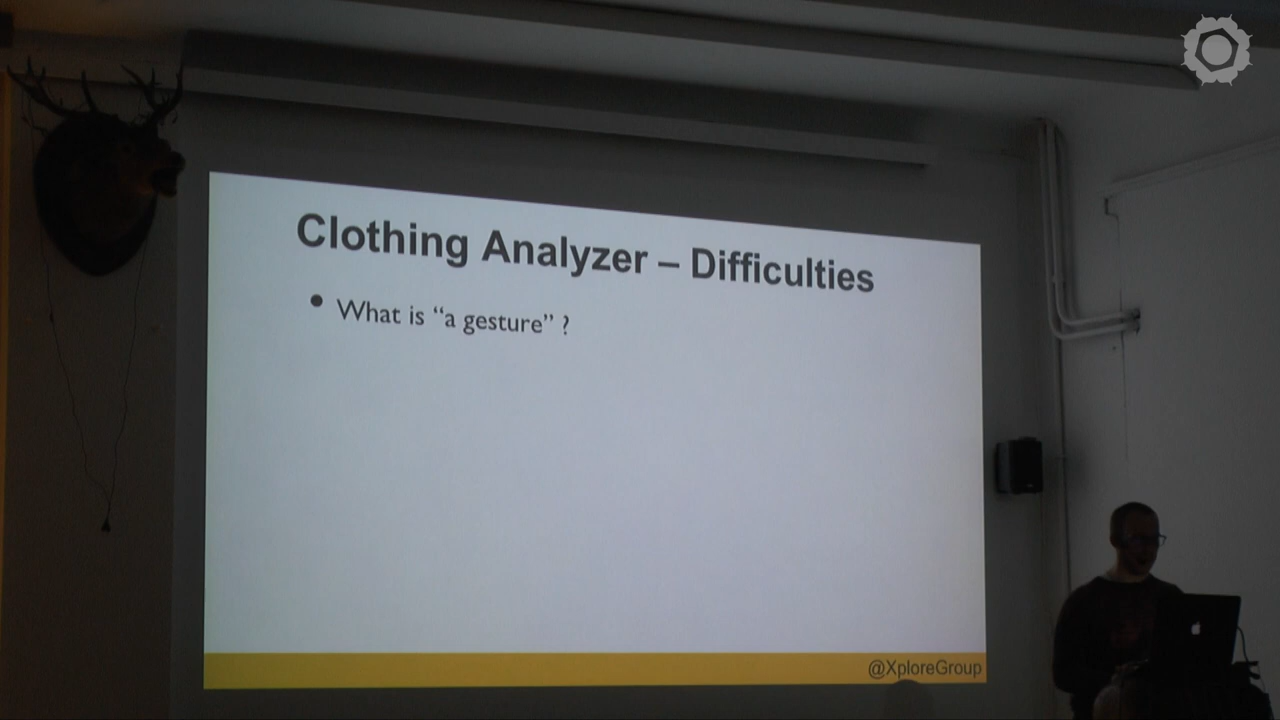 Clothing Analyzer – Difficulties
• What is “a gesture” ?
@XploreGroup